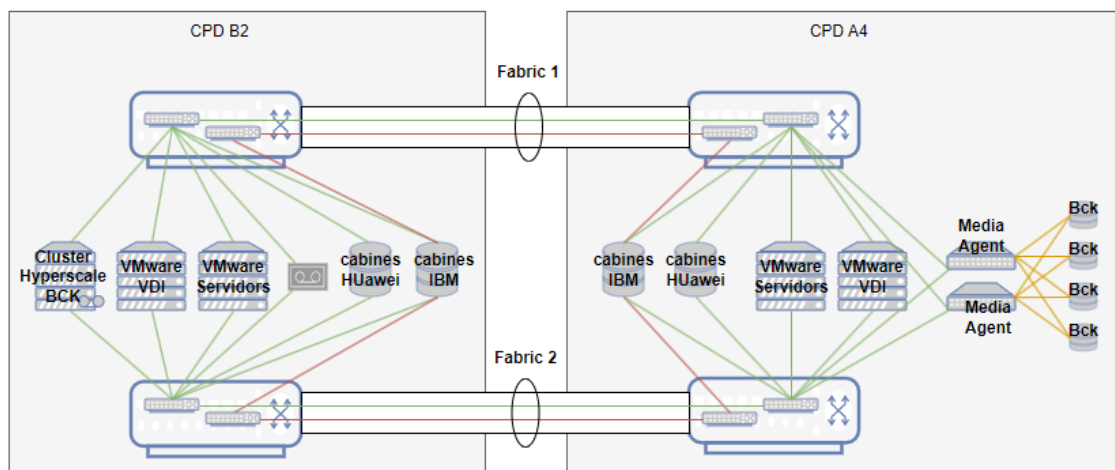 CPD B2
CPD A4
Fabric 1
Cluster
Hyperscale
BCK
VMware
VDI
VMware
Servidors
cabines
HUawei
cabines
IBM
cabines
IBM
cabines
HUawei
VMware
Servidors
VMware
VDI
Media
Agent
Media
Agent
Bck
Bck
Bck
Bck
Fabric 2